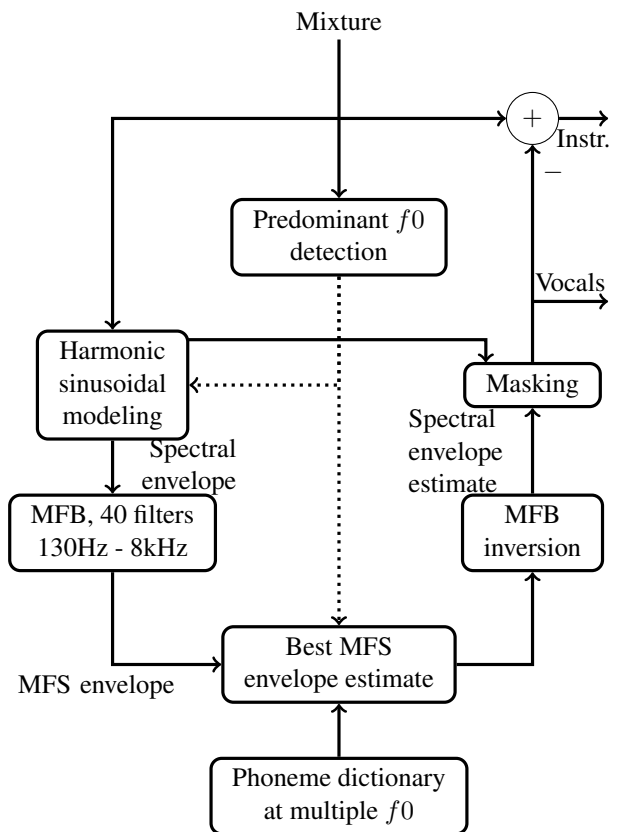 Mixture
+
Instr.
−
Predominant f0
detection
Vocals
Harmonic
sinusoidal
modeling
Masking
Spectral
envelope
Spectral
envelope
estimate
MFB, 40 filters
130Hz - 8kHz
MFB
inversion
Best MFS
envelope estimate
MFS envelope
Phoneme dictionary
at multiple f0